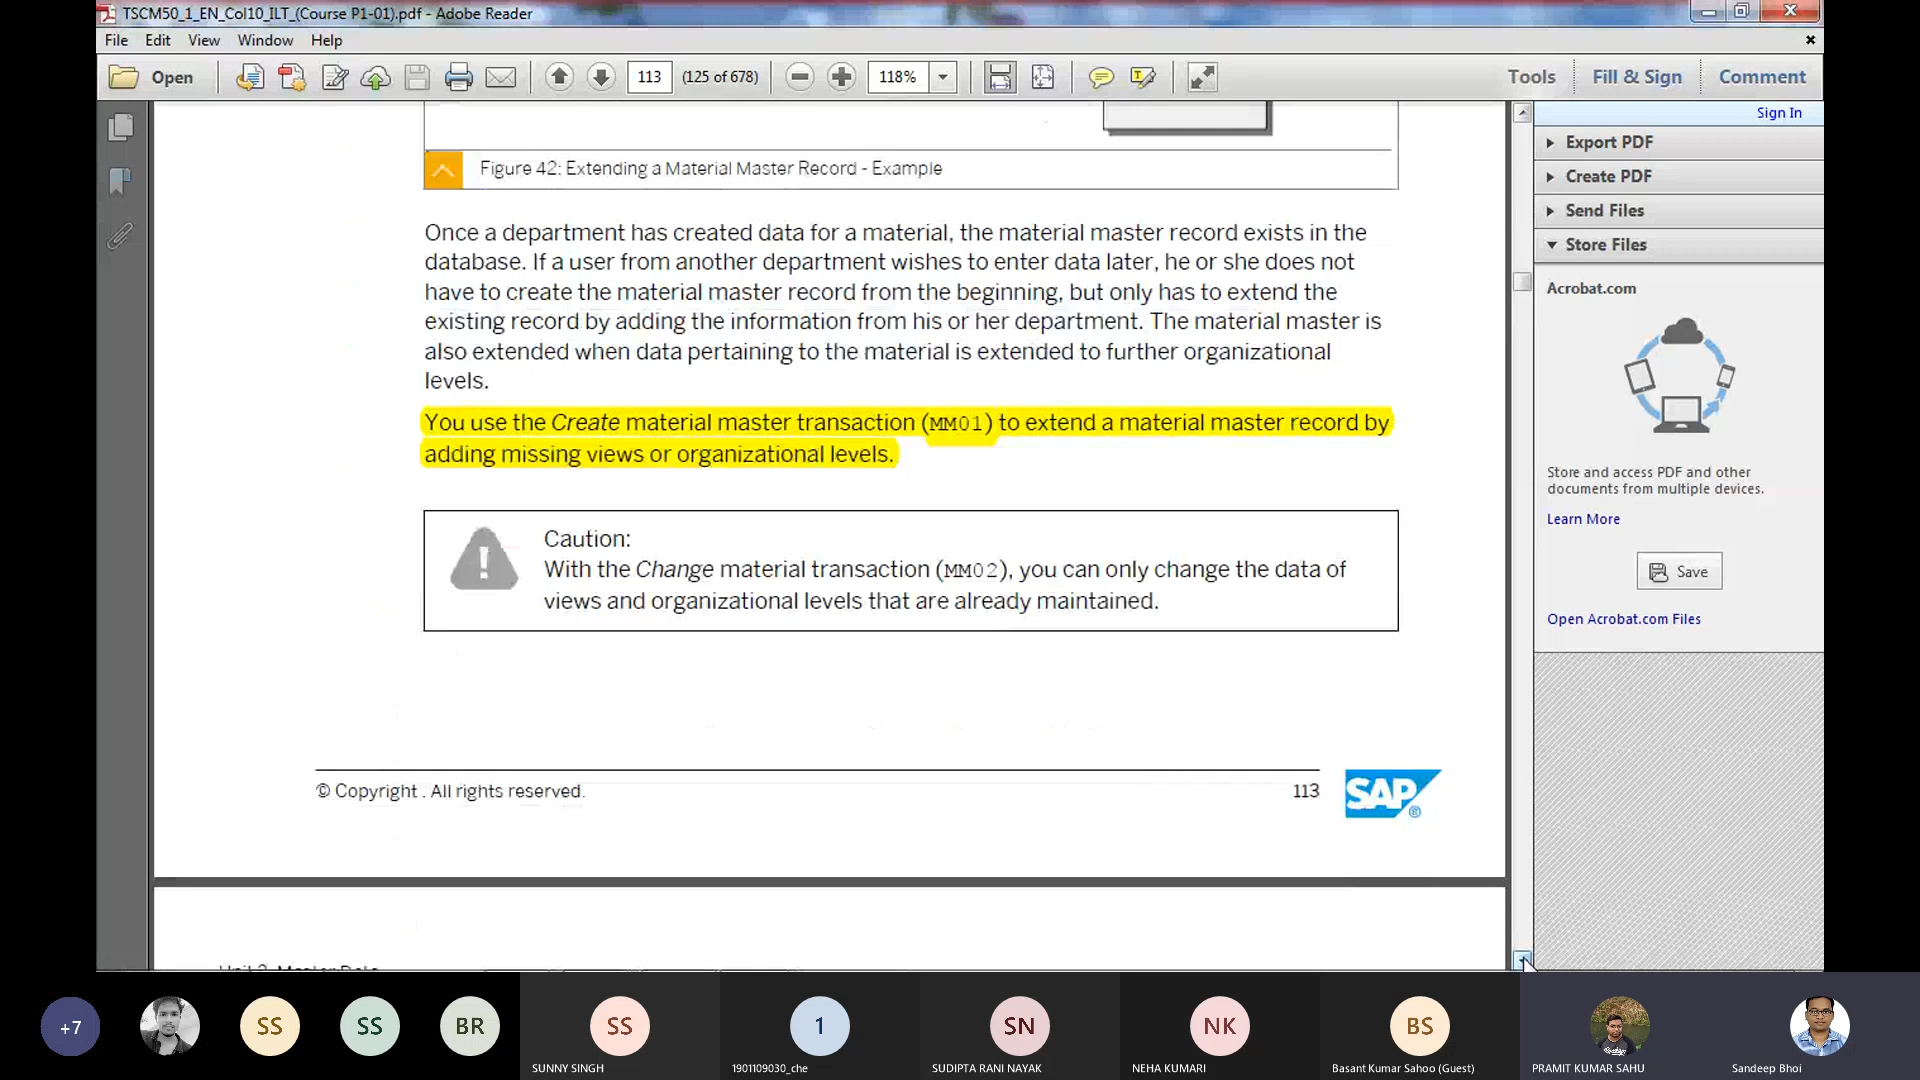 TSCM50_1_EN_Col10_ILT_(Course P1-01).pdf - Adobe Reader
File Edit View Window Help
Open 113 (125 of 678) 118% Tools Fill & Sign Comment
Sign In
Export PDF
Create PDF
Send Files
Store Files
Acrobat.com
Store and access PDF and other
documents from multiple devices.
Learn More
Save
Open Acrobat.com Files
Figure 42: Extending a Material Master Record - Example
Once a department has created data for a material, the material master record exists in the
database. If a user from another department wishes to enter data later, he or she does not
have to create the material master record from the beginning, but only has to extend the
existing record by adding the information from his or her department. The material master is
also extended when data pertaining to the material is extended to further organizational
levels.
You use the Create material master transaction (MM01) to extend a material master record by
adding missing views or organizational levels.
Caution:
With the Change material transaction (MM02), you can only change the data of
views and organizational levels that are already maintained.
© Copyright . All rights reserved.
113
SAP®
+7 SS SS BR SS 1 SN NK BS
SUNNY SINGH 1901109030_che SUDIPTA RANI NAYAK NEHA KUMARI Basant Kumar Sahoo (Guest) PRAMIT KUMAR SAHU Sandeep Bhoi